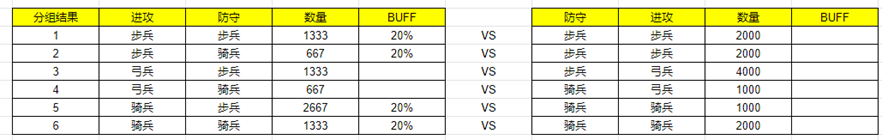 分组结果 进攻 防守 数量 BUFF 防守 进攻 数量 BUFF
1 步兵 步兵 1333 20% VS 步兵 步兵 2000
2 步兵 骑兵 667 20% VS 步兵 骑兵 2000
3 弓兵 步兵 1333 VS 步兵 弓兵 4000
4 弓兵 骑兵 667 VS 骑兵 弓兵 1000
5 骑兵 步兵 2667 20% VS 骑兵 骑兵 1000
6 骑兵 骑兵 1333 20% VS 骑兵 骑兵 2000